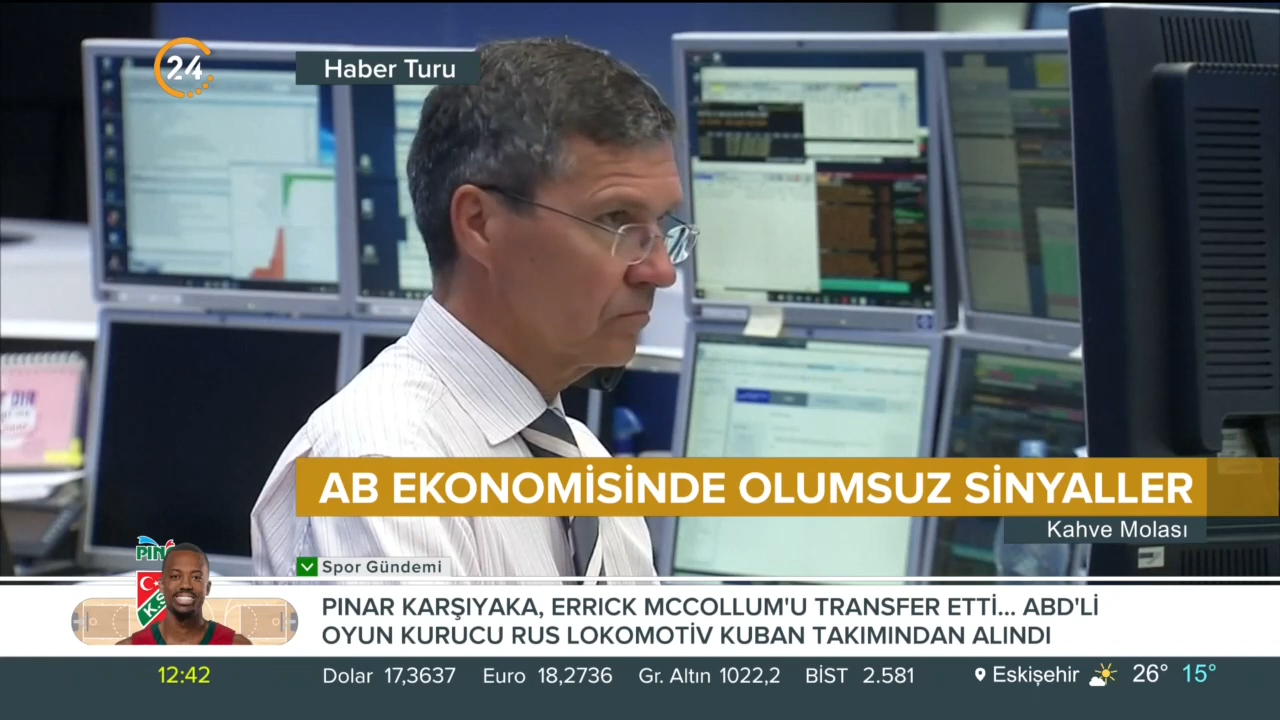 24
Haber Turu
AB EKONOMİSİNDE OLUMSUZ SİNYALLER
Kahve Molası
Spor Gündemi
PINAR KARŞIYAKA, ERRICK MCCOLLUM'U TRANSFER ETTİ... ABD'Lİ
OYUN KURUCU RUS LOKOMOTİV KUBAN TAKIMINDAN ALINDI
12:42 Dolar 17,3637 Euro 18,2736 Gr. Altın 1022,2 BİST 2.581 Eskişehir 26° 15°